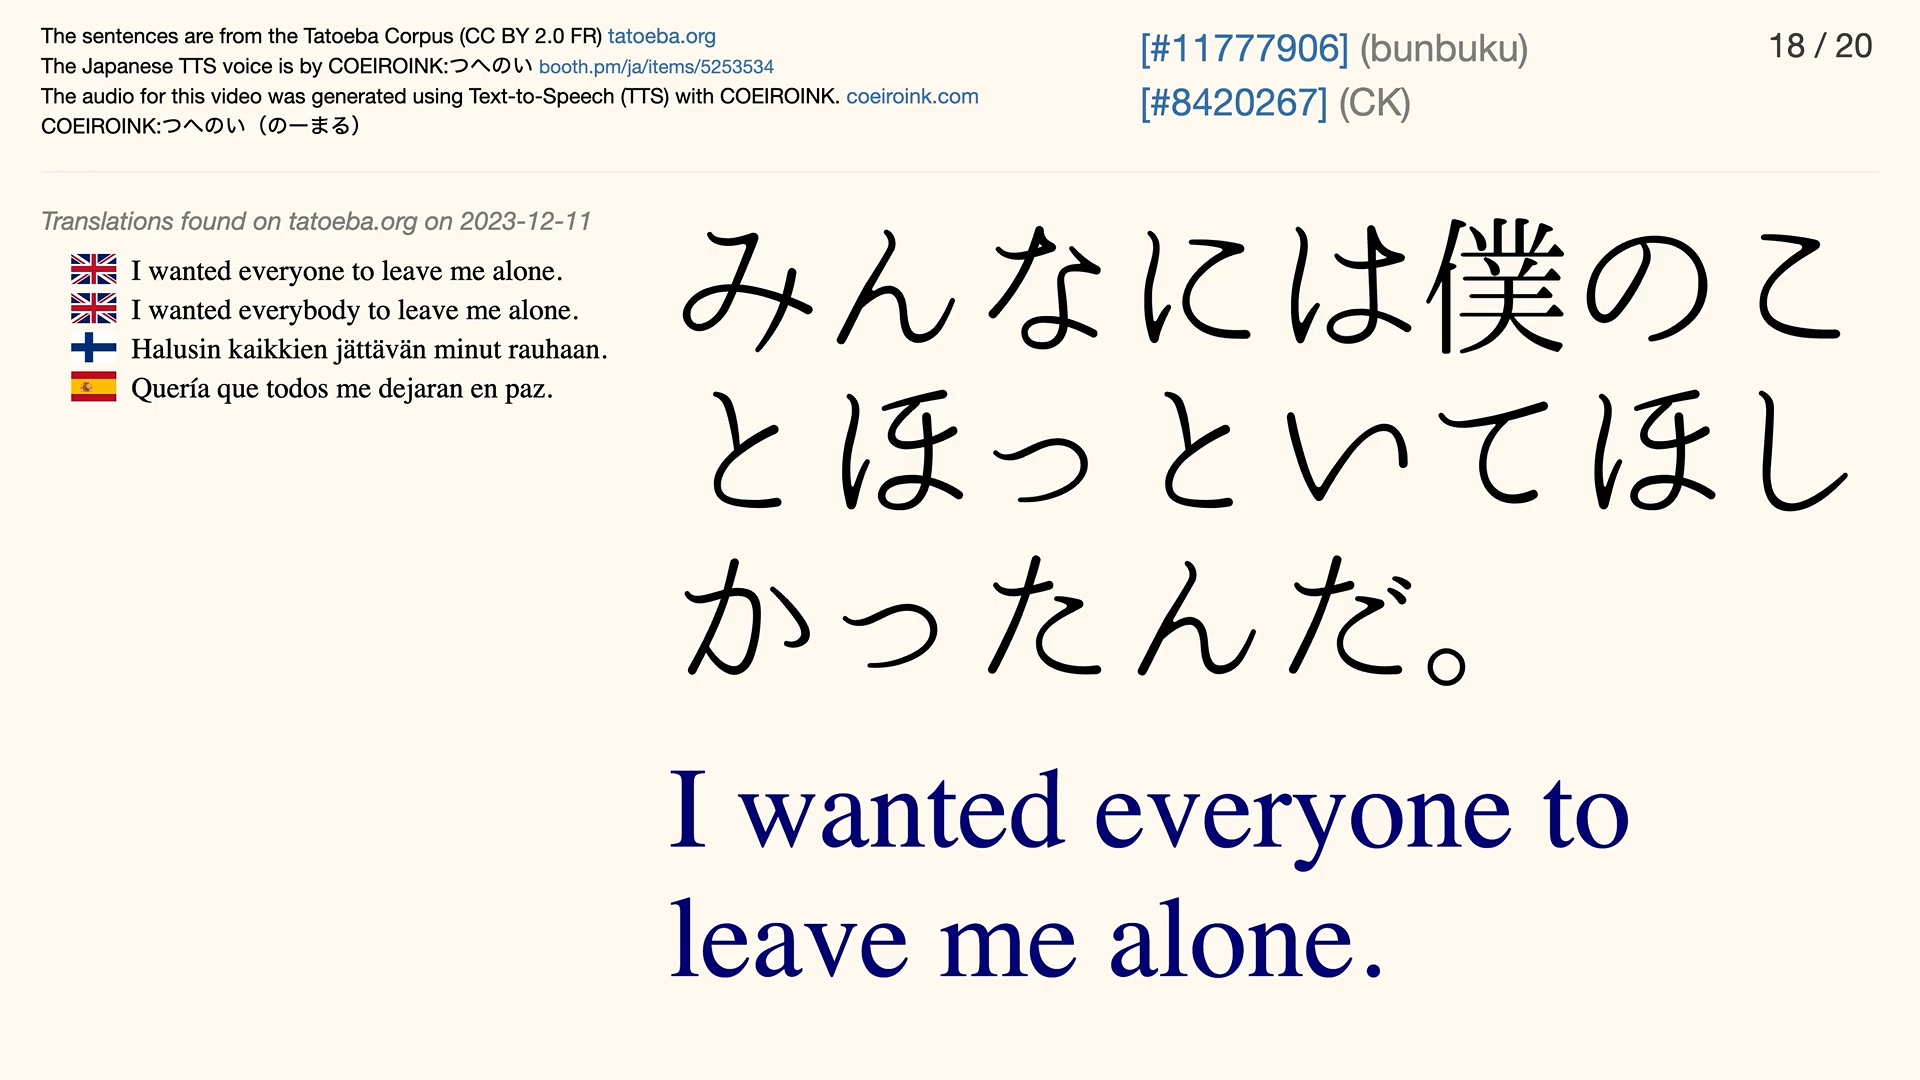 The sentences are from the Tatoeba Corpus (CC BY 2.0 FR) tatoeba.org
The Japanese TTS voice is by COEIROINK:つへのい booth.pm/ja/items/5253534
The audio for this video was generated using Text-to-Speech (TTS) with COEIROINK. coeiroink.com
COEIROINK:つへのい（のーまる）
[#11777906] (bunbuku)
[#8420267] (CK)
18 / 20
Translations found on tatoeba.org on 2023-12-11
I wanted everyone to leave me alone.
I wanted everybody to leave me alone.
Halusin kaikkien jättävän minut rauhaan.
Quería que todos me dejaran en paz.
みんなには僕のこ
とほっといてほし
かったんだ。
I wanted everyone to
leave me alone.